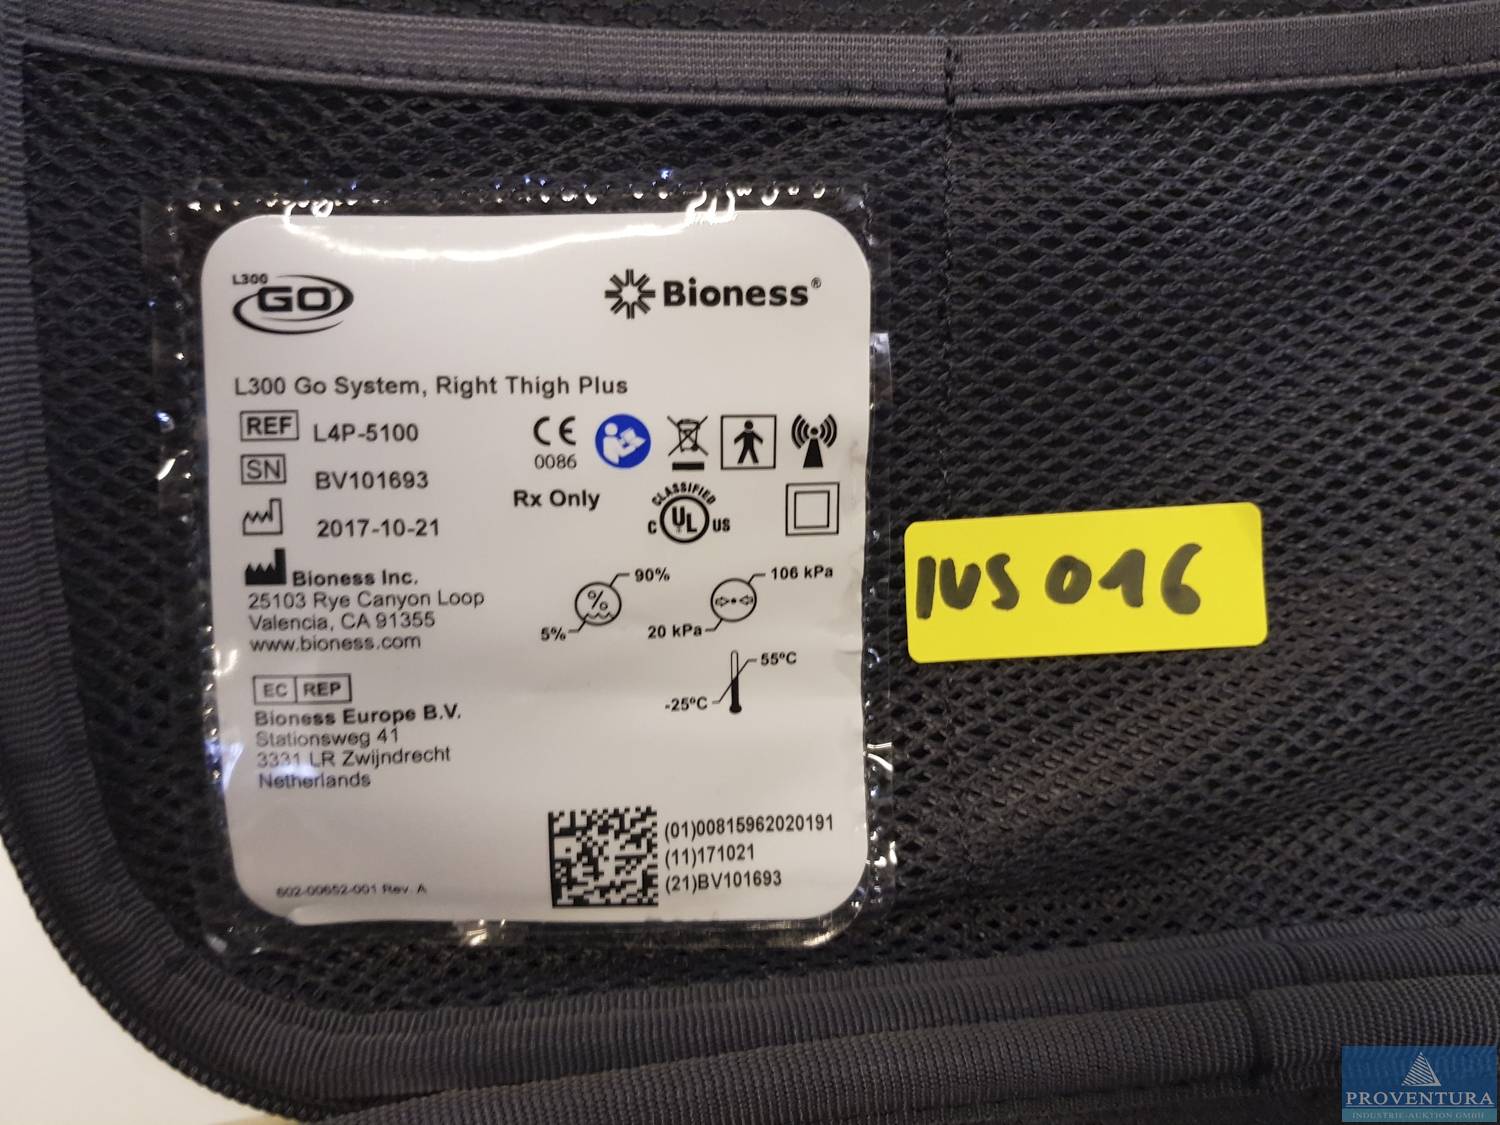 L300
GO
Bioness®
L300 Go System, Right Thigh Plus
REF L4P-5100
SN BV101693
2017-10-21
CE
0086
Rx Only
CLASSIFIED
C UL US
Bioness Inc.
25103 Rye Canyon Loop
Valencia, CA 91355
www.bioness.com
% 90%
5%
106 kPa
20 kPa
55ºC
-25ºC
EC REP
Bioness Europe B.V.
Stationsweg 41
3331 LR Zwijndrecht
Netherlands
(01)00815962020191
(11)171021
(21)BV101693
602-00652-001 Rev. A
IVS 016
PROVENTURA
INDUSTRIE-AUKTION GMBH